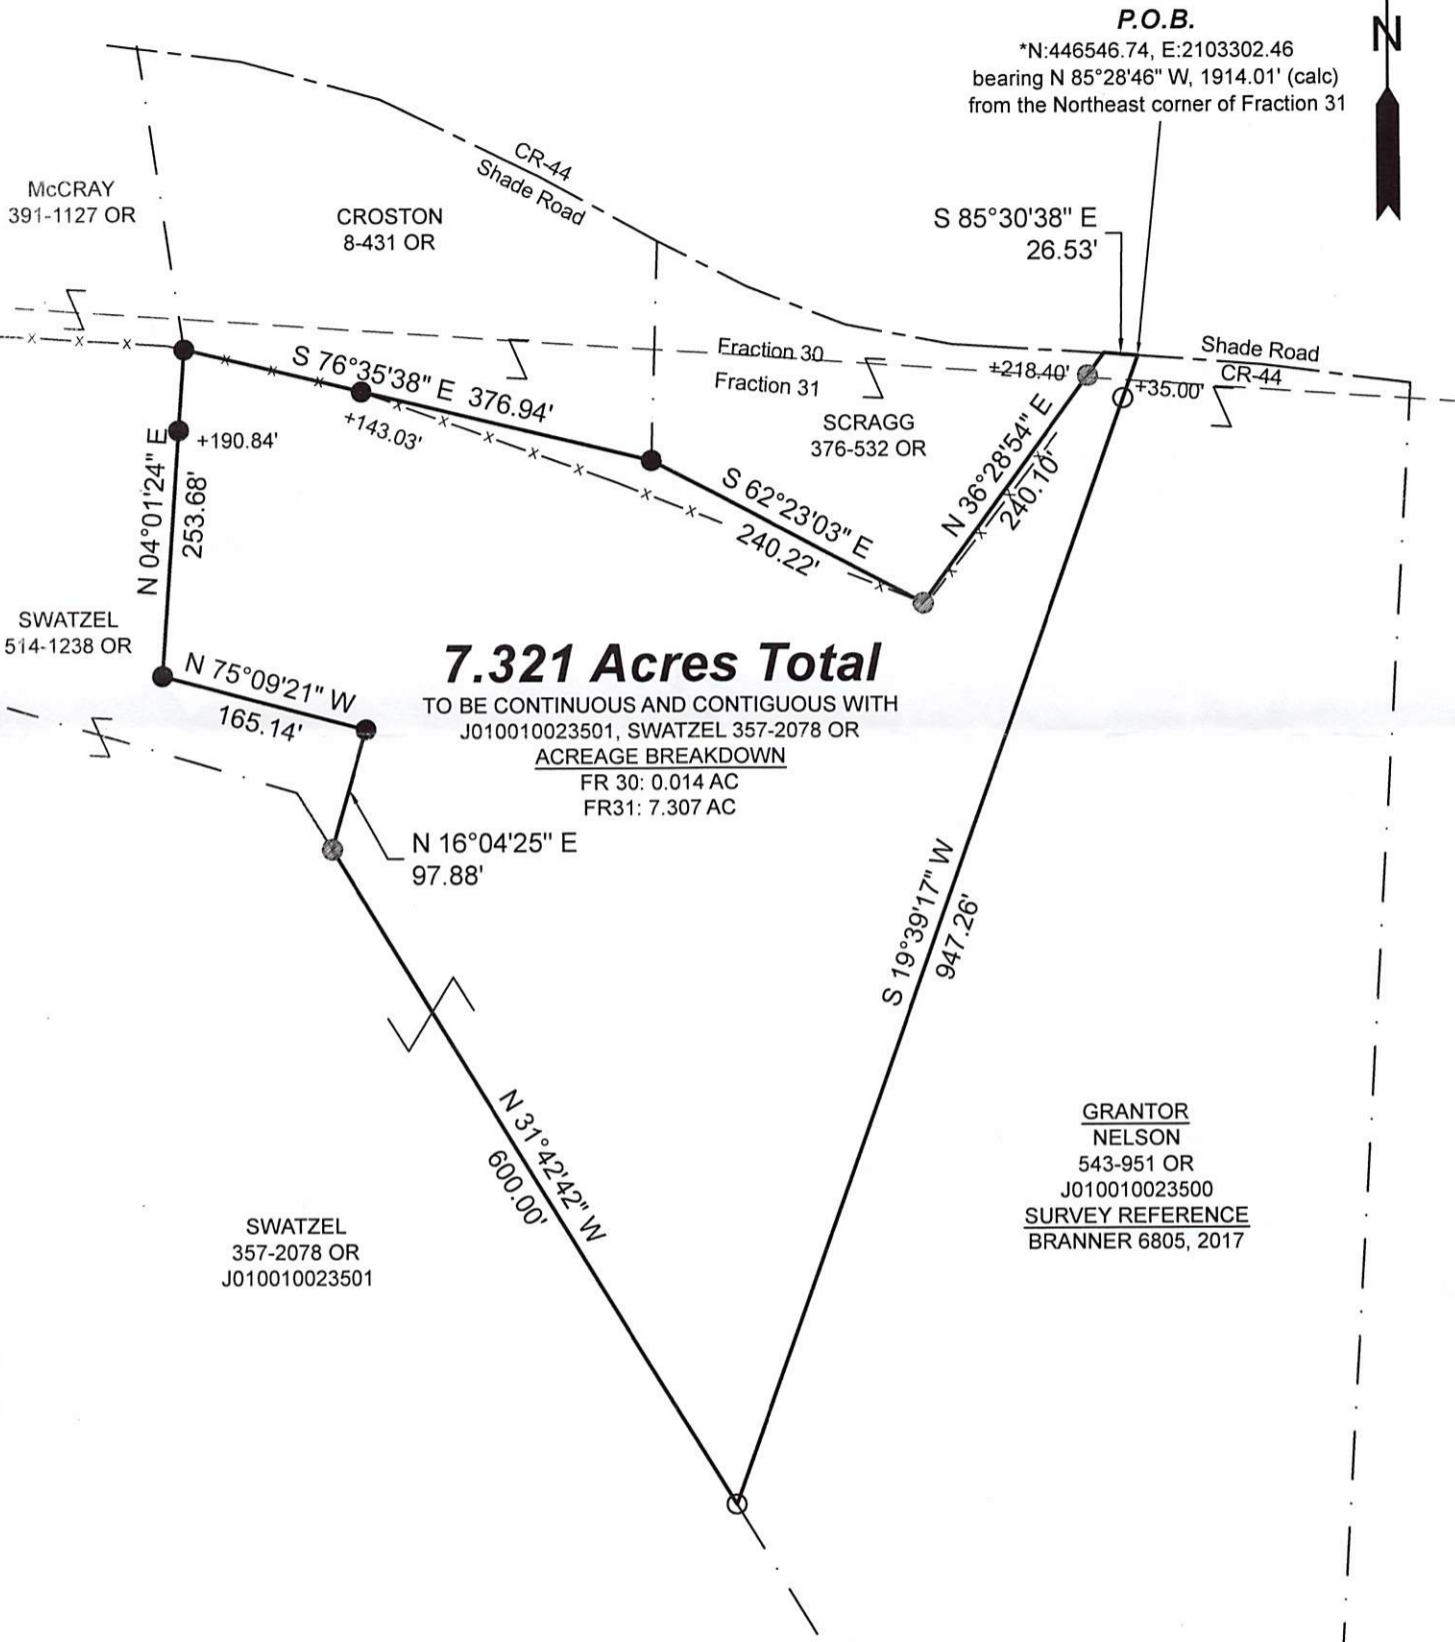 P.O.B.
*N:446546.74, E:2103302.46
bearing N 85°28'46" W, 1914.01' (calc)
from the Northeast corner of Fraction 31
N
McCRAY
391-1127 OR
CROSTON
8-431 OR
CR-44
Shade Road
S 85°30'38" E
26.53'
Shade Road
CR-44
Fraction 30
Fraction 31
+218.40'
+35.00'
S 76°35'38" E 376.94'
+143.03'
SCRAGG
376-532 OR
+190.84'
N 04°01'24" E
253.68'
S 62°23'03" E
240.22'
N 36°28'54" E
240.10'
SWATZEL
514-1238 OR
N 75°09'21" W
165.14'
7.321 Acres Total
TO BE CONTINUOUS AND CONTIGUOUS WITH
J010010023501, SWATZEL 357-2078 OR
ACREAGE BREAKDOWN
FR 30: 0.014 AC
FR31: 7.307 AC
N 16°04'25" E
97.88'
S 19°39'17" W
947.26'
N 31°42'42" W
600.00'
GRANTOR
NELSON
543-951 OR
J010010023500
SURVEY REFERENCE
BRANNER 6805, 2017
SWATZEL
357-2078 OR
J010010023501